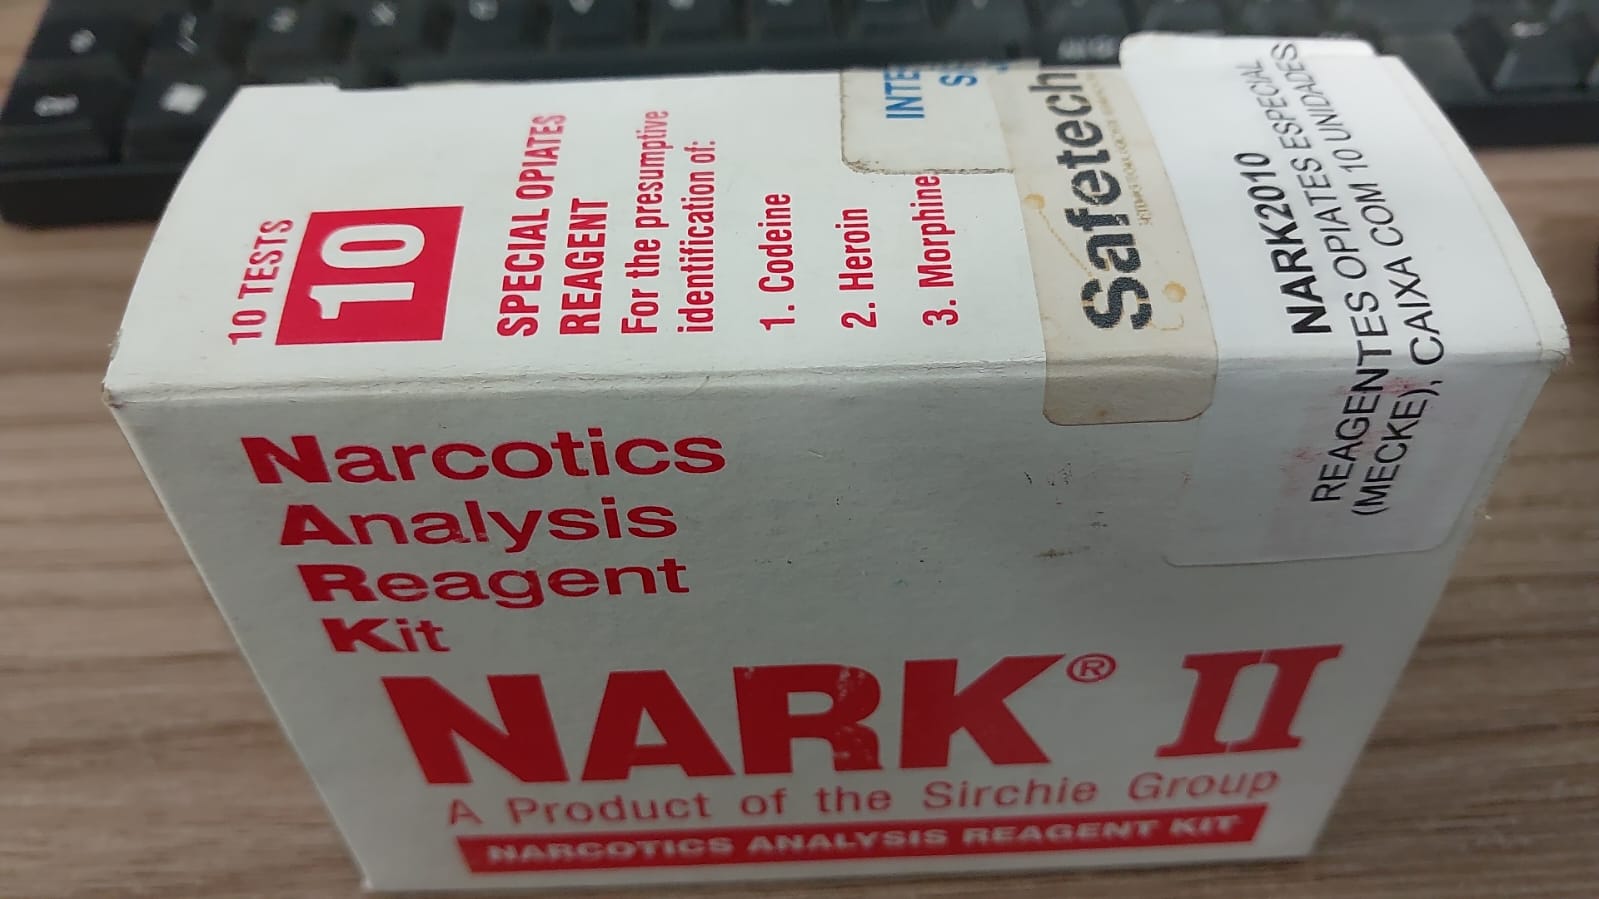 10 TESTS
10
SPECIAL OPIATES
REAGENT
For the presumptive
identification of:
1. Codeine
2. Heroin
3. Morphine
INTE
Safetech
NARK2010
REAGENTES OPIATES ESPECIAL
(MECKE), CAIXA COM 10 UNIDADES
Narcotics
Analysis
Reagent
Kit
NARK® II
A Product of the Sirchie Group
NARCOTICS ANALYSIS REAGENT KIT